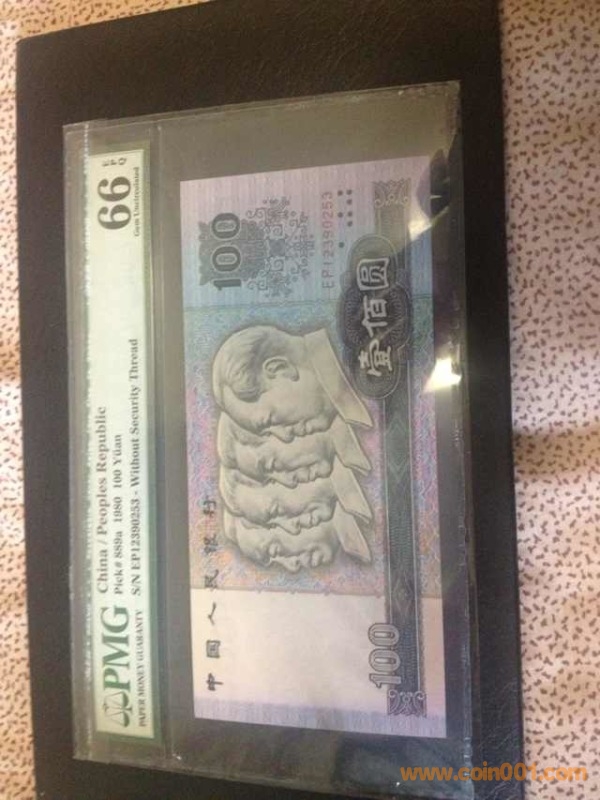 PMG
PAPER MONEY GUARANTY
China / Peoples Republic
Pick# 889a 1980 100 Yüan
S/N EP12390253 - Without Security Thread
66 EPQ
Gem Uncirculated
中国人民银行
100
EP12390253
壹佰圆
100
www.coin001.com